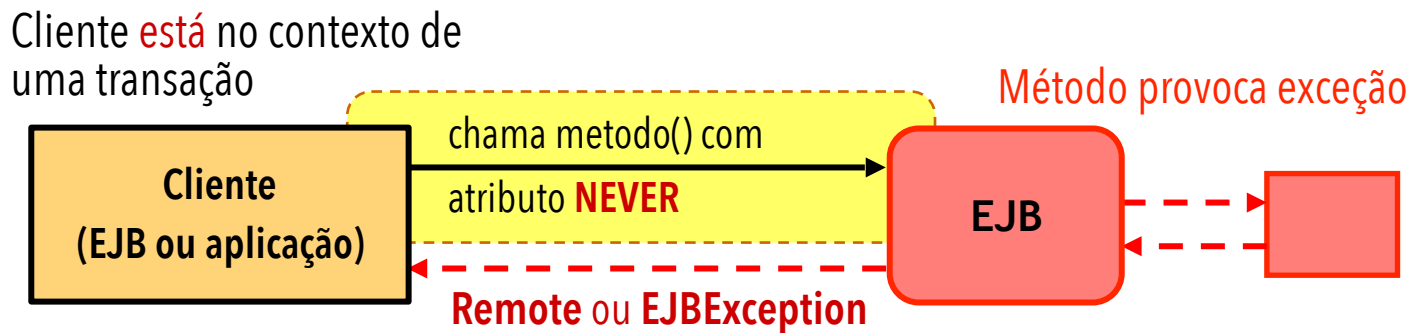 Cliente está no contexto de
uma transação
Método provoca exceção
chama metodo() com
atributo NEVER
Cliente
(EJB ou aplicação)
EJB
Remote ou EJBException